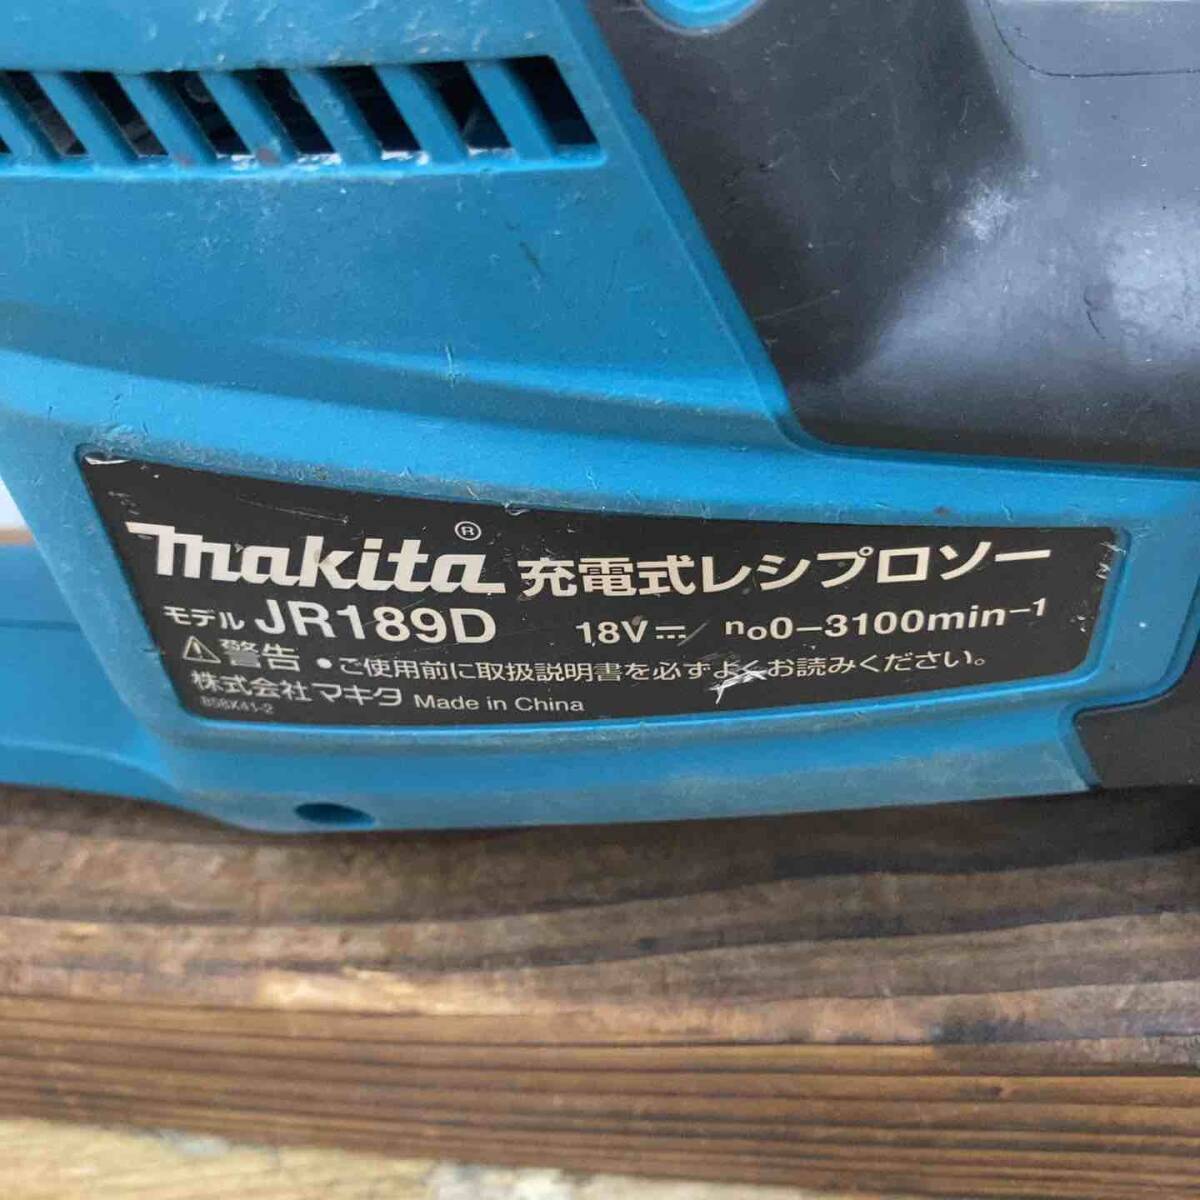 makita® 充電式レシプロソー
モデル JR189D 18V⎓ n₀0-3100min⁻¹
⚠警告 ●ご使用前に取扱説明書を必ずよくお読みください。
株式会社マキタ Made in China
858X41-2